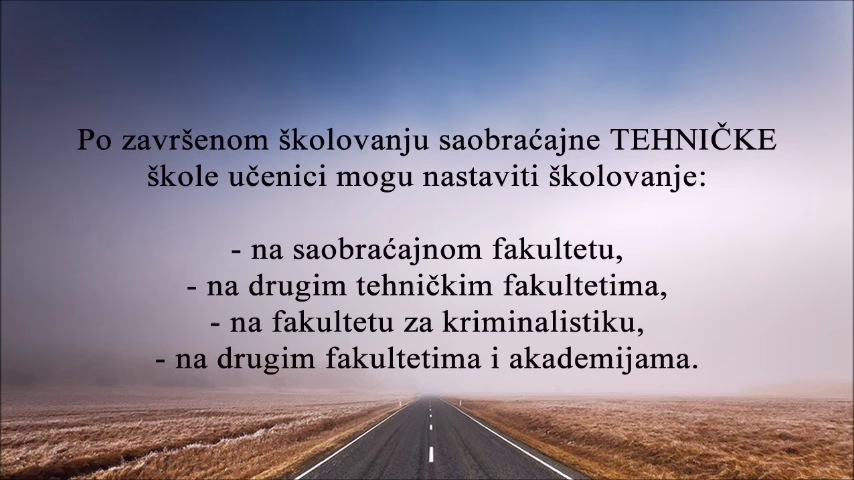 Po završenom školovanju saobraćajne TEHNIČKE
škole učenici mogu nastaviti školovanje:
- na saobraćajnom fakultetu,
- na drugim tehničkim fakultetima,
- na fakultetu za kriminalistiku,
- na drugim fakultetima i akademijama.